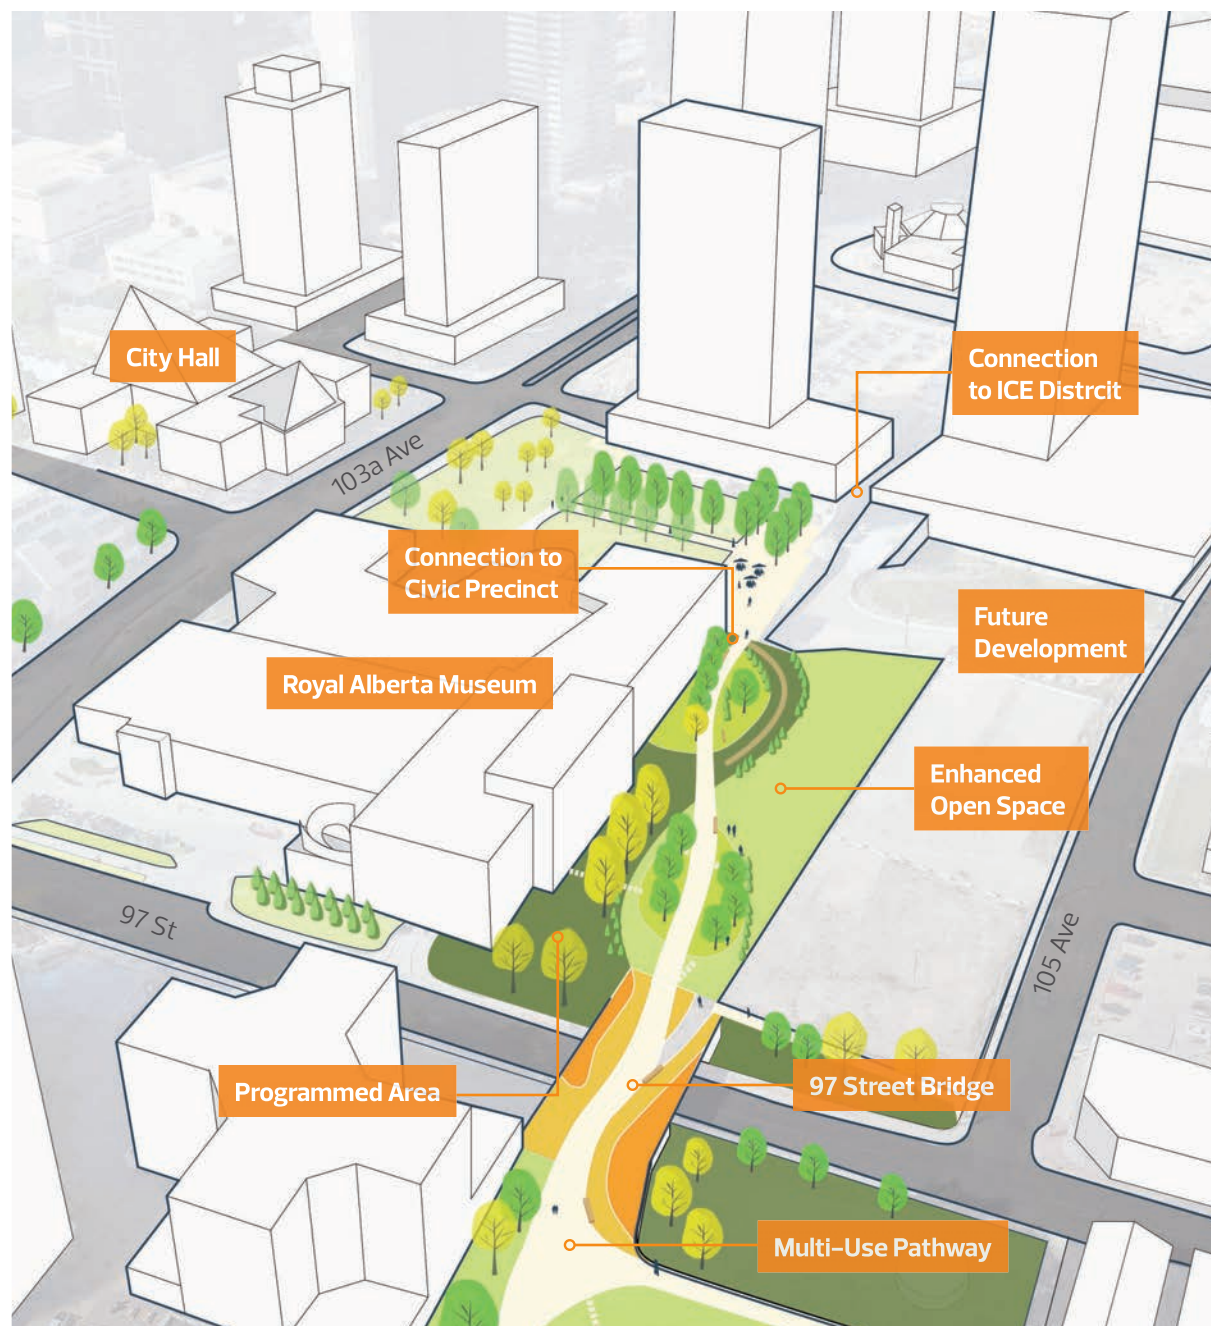 City Hall
Connection
to ICE Distrcit
103a Ave
Connection to
Civic Precinct
Future
Development
Royal Alberta Museum
Enhanced
Open Space
97 St
105 Ave
Programmed Area
97 Street Bridge
Multi-Use Pathway